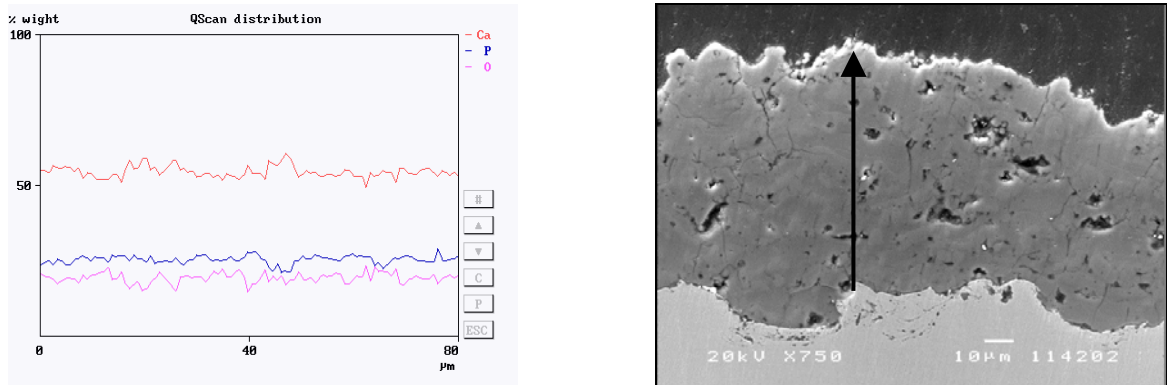 % wight
QScan distribution
100
– Ca
– P
– O
50
#
▲
▼
C
P
ESC
0
40
80
µm
20kV X750
10µm 114202